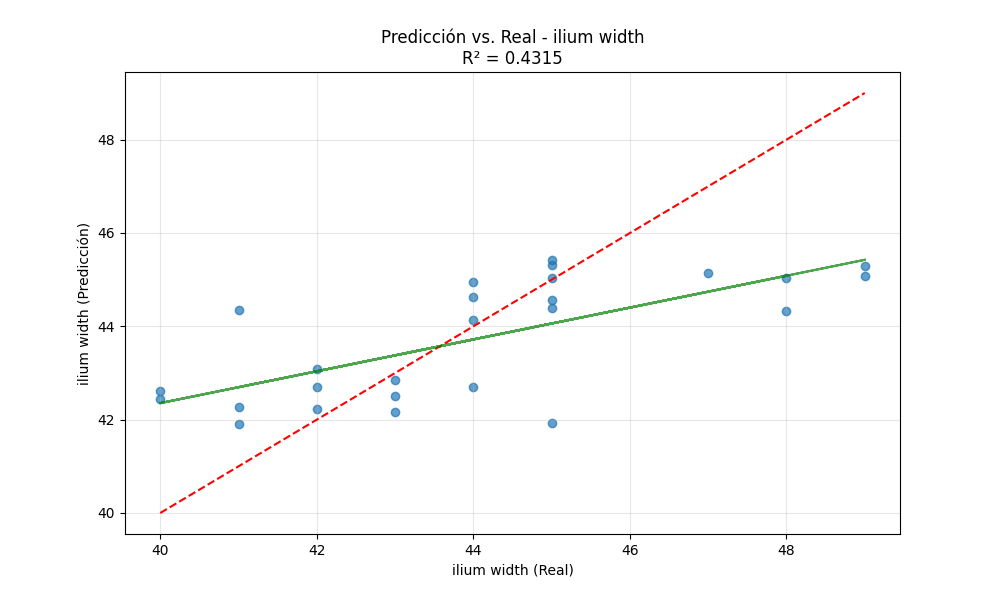 Predicción vs. Real - ilium width
R² = 0.4315
ilium width (Predicción)
48
46
44
42
40
40 42 44 46 48
ilium width (Real)